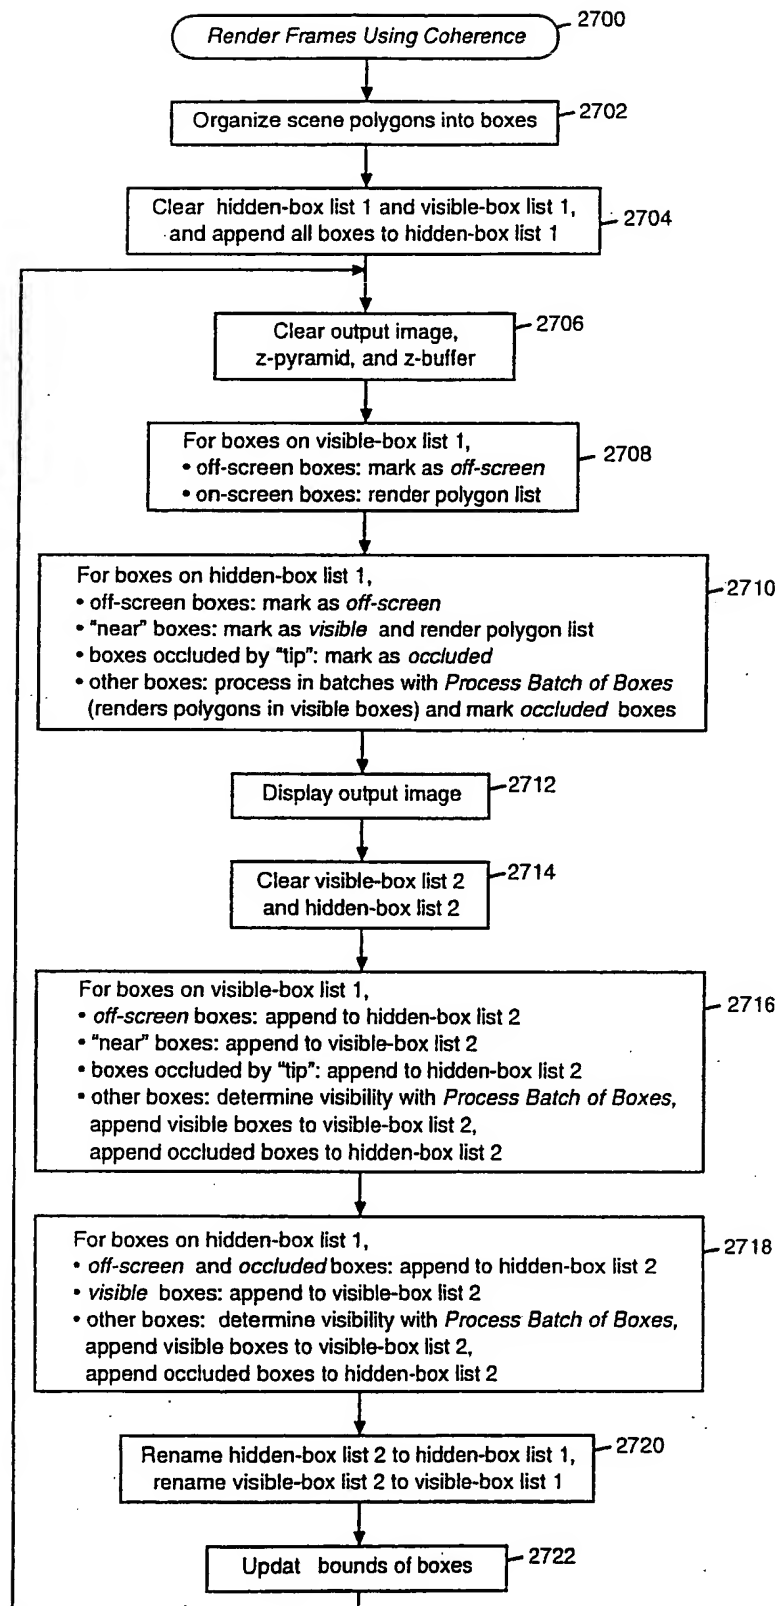 Render Frames Using Coherence
2700
Organize scene polygons into boxes
2702
Clear hidden-box list 1 and visible-box list 1,
and append all boxes to hidden-box list 1
2704
Clear output image,
z-pyramid, and z-buffer
2706
For boxes on visible-box list 1,
• off-screen boxes: mark as off-screen
• on-screen boxes: render polygon list
2708
For boxes on hidden-box list 1,
• off-screen boxes: mark as off-screen
• "near" boxes: mark as visible and render polygon list
• boxes occluded by "tip": mark as occluded
• other boxes: process in batches with Process Batch of Boxes
(renders polygons in visible boxes) and mark occluded boxes
2710
Display output image
2712
Clear visible-box list 2
and hidden-box list 2
2714
For boxes on visible-box list 1,
• off-screen boxes: append to hidden-box list 2
• "near" boxes: append to visible-box list 2
• boxes occluded by "tip": append to hidden-box list 2
• other boxes: determine visibility with Process Batch of Boxes,
append visible boxes to visible-box list 2,
append occluded boxes to hidden-box list 2
2716
For boxes on hidden-box list 1,
• off-screen and occluded boxes: append to hidden-box list 2
• visible boxes: append to visible-box list 2
• other boxes: determine visibility with Process Batch of Boxes,
append visible boxes to visible-box list 2,
append occluded boxes to hidden-box list 2
2718
Rename hidden-box list 2 to hidden-box list 1,
rename visible-box list 2 to visible-box list 1
2720
Updat bounds of boxes
2722